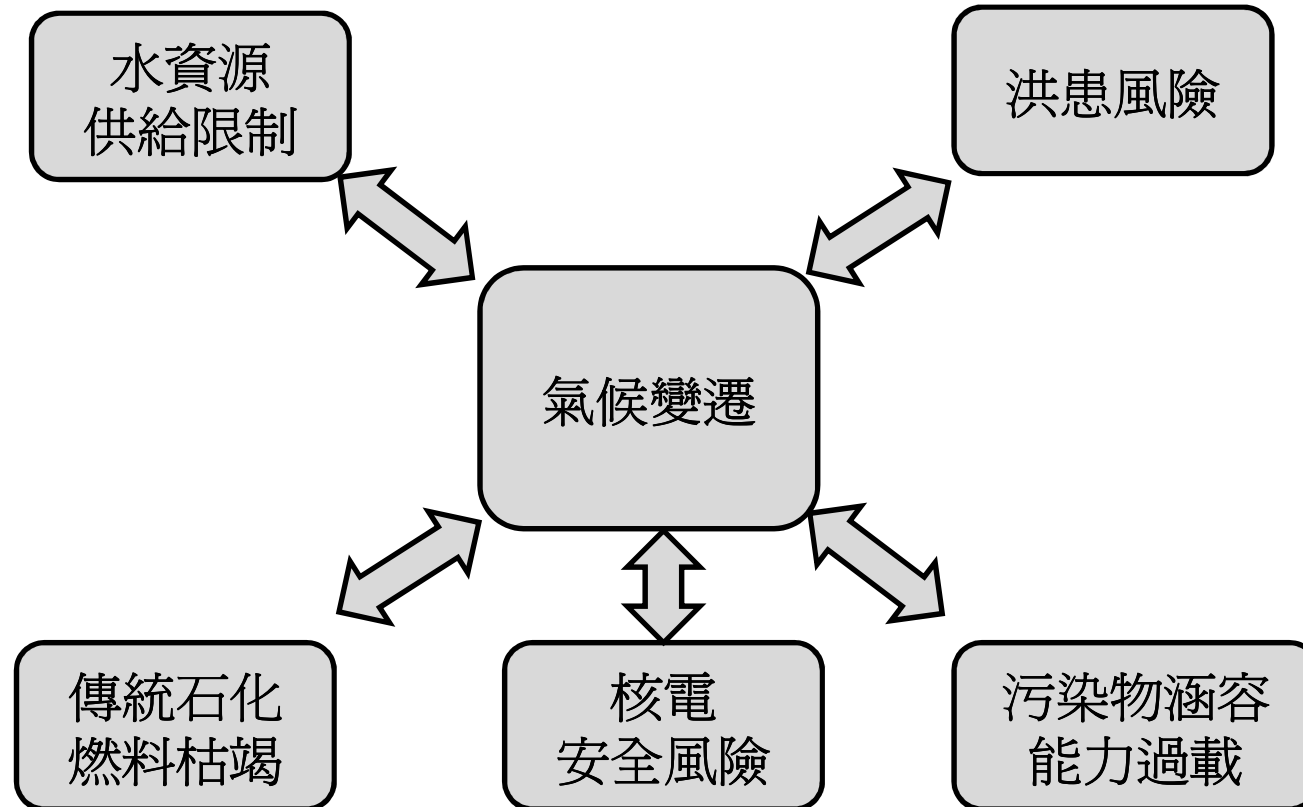 水資源
供給限制
洪患風險
氣候變遷
傳統石化
燃料枯竭
核電
安全風險
污染物涵容
能力過載